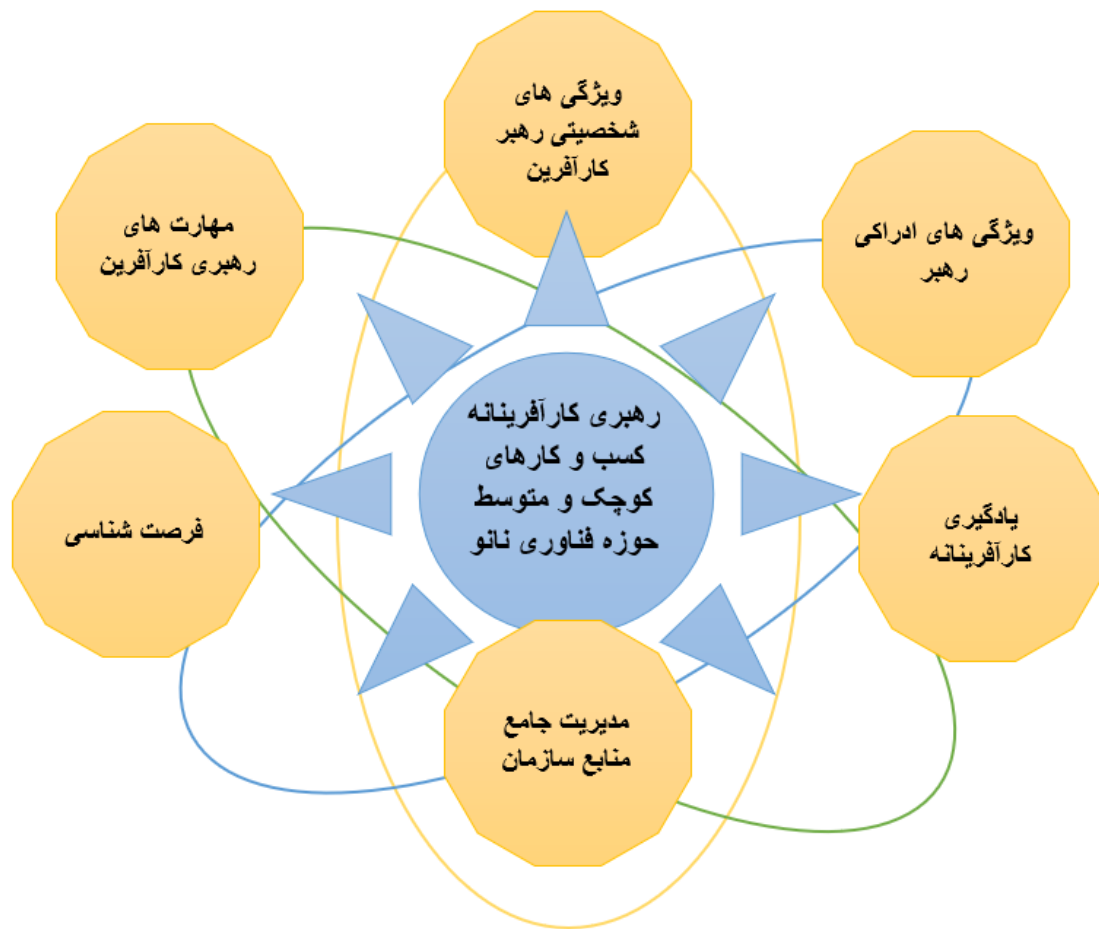 ویژگی های
شخصیتی رهبر
کارآفرین
ویژگی های ادراکی
رهبر
مهارت های
رهبری کارآفرین
رهبری کارآفرینانه
کسب و کارهای
کوچک و متوسط
حوزه فناوری نانو
یادگیری
کارآفرینانه
فرصت شناسی
مدیریت جامع
منابع سازمان